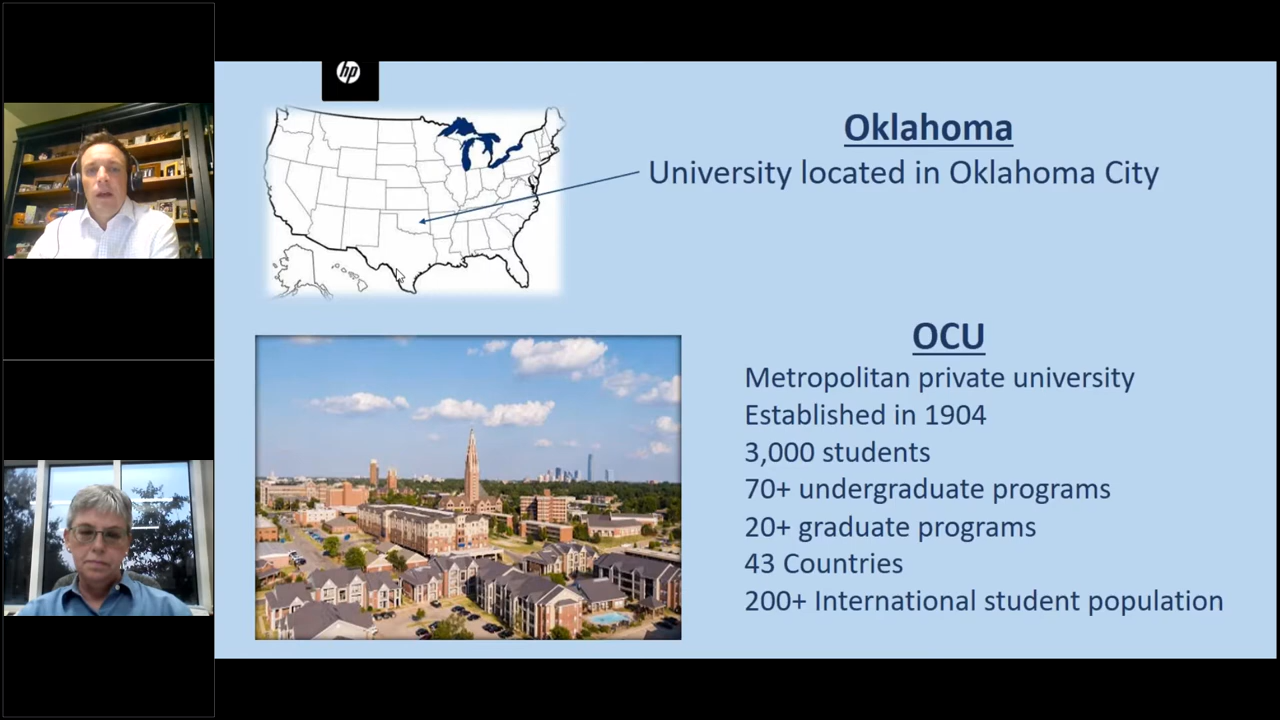 hp
Oklahoma
University located in Oklahoma City
OCU
Metropolitan private university
Established in 1904
3,000 students
70+ undergraduate programs
20+ graduate programs
43 Countries
200+ International student population